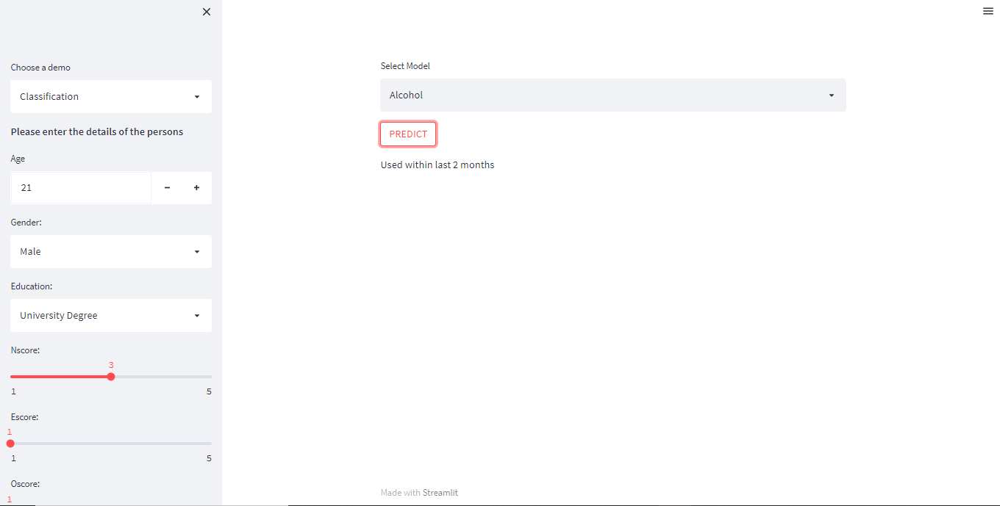 Choose a demo
Classification
Please enter the details of the persons
Age
21
Gender:
Male
Education:
University Degree
Nscore:
3
1 5
Escore:
1
1 5
Oscore:
1
Select Model
Alcohol
PREDICT
Used within last 2 months
Made with Streamlit